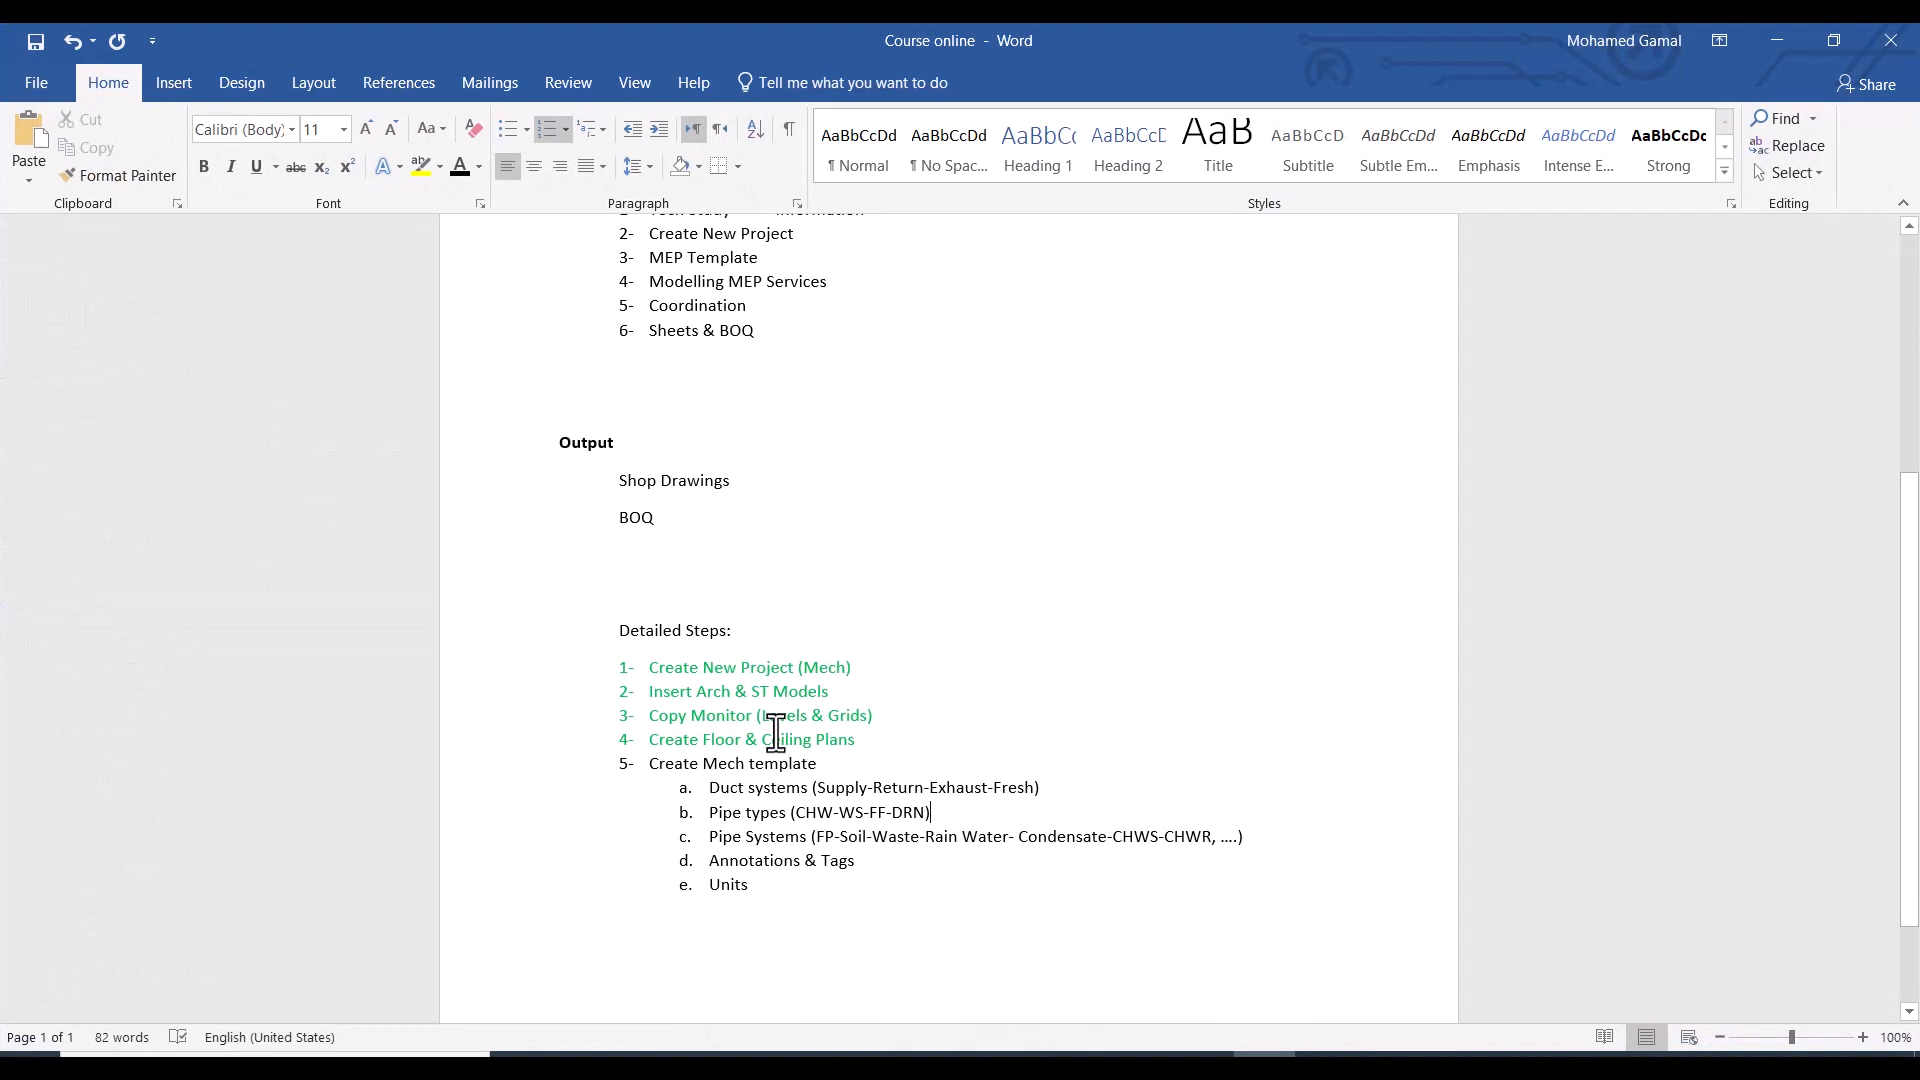 Course online - Word
Mohamed Gamal
File Home Insert Design Layout References Mailings Review View Help Tell me what you want to do
Share
Paste
Cut
Copy
Format Painter
Clipboard
Calibri (Body) 11
Font
Paragraph
AaBbCcDd AaBbCcDd AaBbC AaBbCcD AaB AaBbCcD AaBbCcDd AaBbCcDd AaBbCcDd AaBbCcDc
¶ Normal ¶ No Spac... Heading 1 Heading 2 Title Subtitle Subtle Em... Emphasis Intense E... Strong
Styles
Find
Replace
Select
Editing
2- Create New Project
3- MEP Template
4- Modelling MEP Services
5- Coordination
6- Sheets & BOQ
Output
Shop Drawings
BOQ
Detailed Steps:
1- Create New Project (Mech)
2- Insert Arch & ST Models
3- Copy Monitor (Levels & Grids)
4- Create Floor & Ceiling Plans
5- Create Mech template
a. Duct systems (Supply-Return-Exhaust-Fresh)
b. Pipe types (CHW-WS-FF-DRN)
c. Pipe Systems (FP-Soil-Waste-Rain Water- Condensate-CHWS-CHWR, ....)
d. Annotations & Tags
e. Units
Page 1 of 1 82 words English (United States)
100%